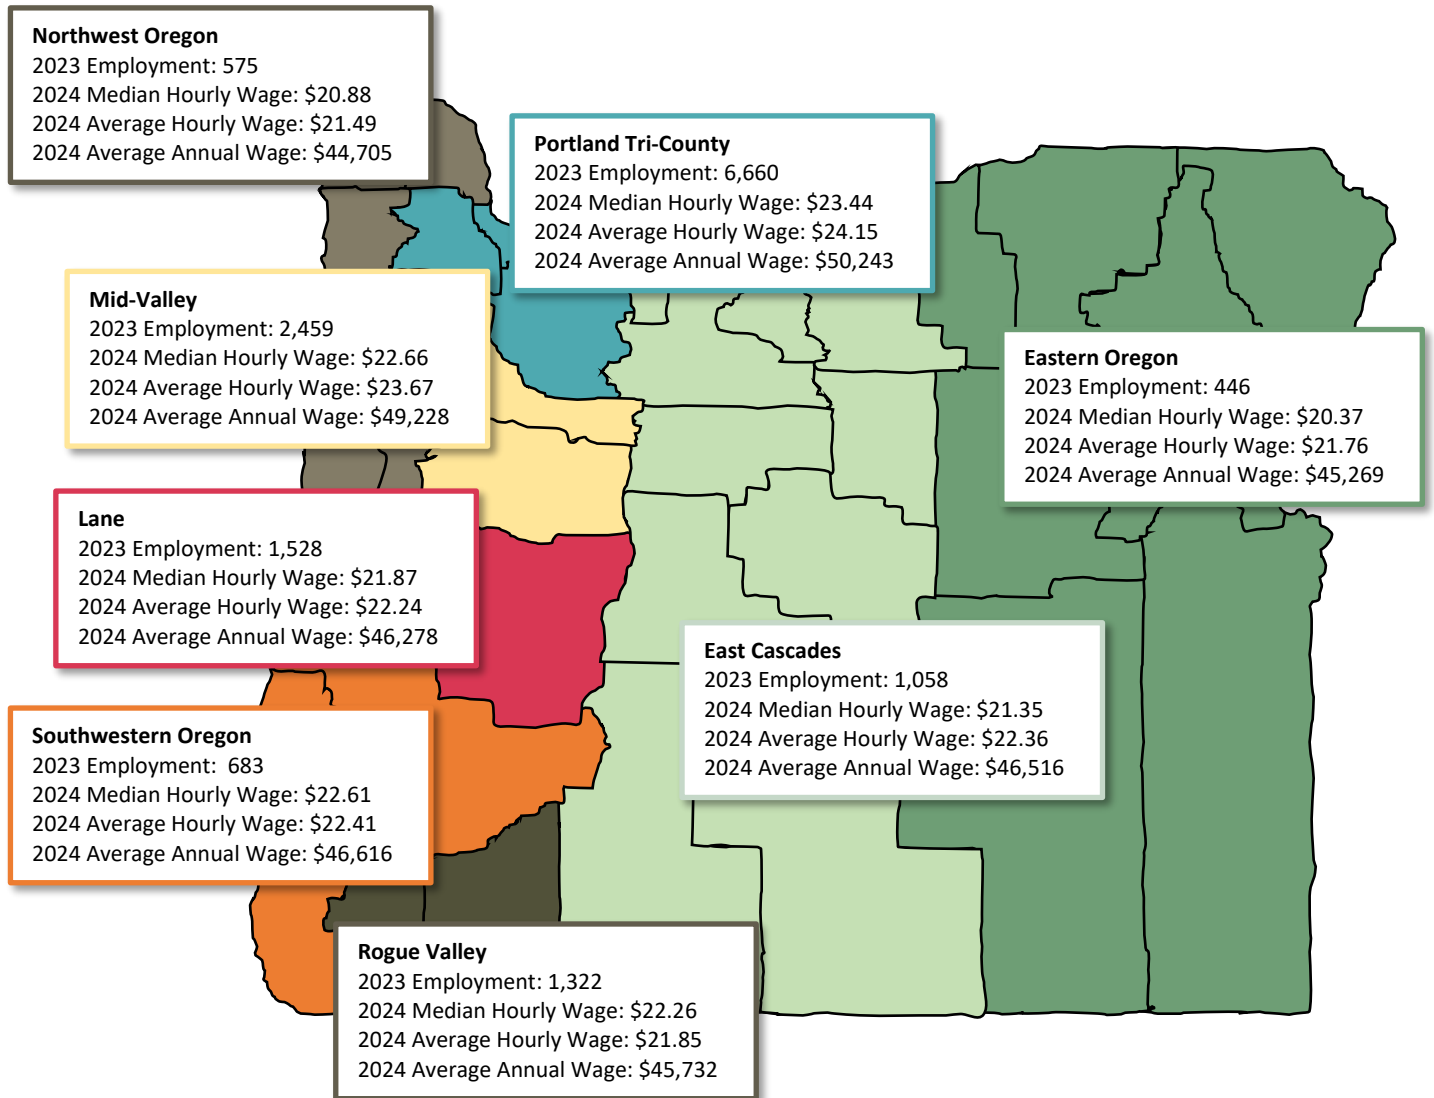 Northwest Oregon
2023 Employment: 575
2024 Median Hourly Wage: $20.88
2024 Average Hourly Wage: $21.49
2024 Average Annual Wage: $44,705
Portland Tri-County
2023 Employment: 6,660
2024 Median Hourly Wage: $23.44
2024 Average Hourly Wage: $24.15
2024 Average Annual Wage: $50,243
Mid-Valley
2023 Employment: 2,459
2024 Median Hourly Wage: $22.66
2024 Average Hourly Wage: $23.67
2024 Average Annual Wage: $49,228
Eastern Oregon
2023 Employment: 446
2024 Median Hourly Wage: $20.37
2024 Average Hourly Wage: $21.76
2024 Average Annual Wage: $45,269
Lane
2023 Employment: 1,528
2024 Median Hourly Wage: $21.87
2024 Average Hourly Wage: $22.24
2024 Average Annual Wage: $46,278
East Cascades
2023 Employment: 1,058
2024 Median Hourly Wage: $21.35
2024 Average Hourly Wage: $22.36
2024 Average Annual Wage: $46,516
Southwestern Oregon
2023 Employment:  683
2024 Median Hourly Wage: $22.61
2024 Average Hourly Wage: $22.41
2024 Average Annual Wage: $46,616
Rogue Valley
2023 Employment: 1,322
2024 Median Hourly Wage: $22.26
2024 Average Hourly Wage: $21.85
2024 Average Annual Wage: $45,732